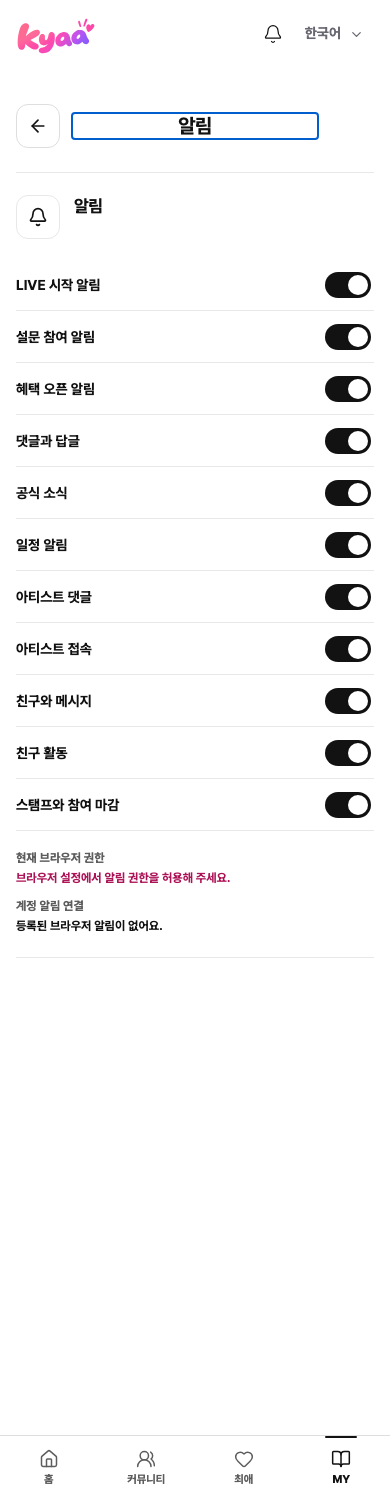 kyaa
한국어
알림
알림
LIVE 시작 알림
설문 참여 알림
혜택 오픈 알림
댓글과 답글
공식 소식
일정 알림
아티스트 댓글
아티스트 접속
친구와 메시지
친구 활동
스탬프와 참여 마감
현재 브라우저 권한
브라우저 설정에서 알림 권한을 허용해 주세요.
계정 알림 연결
등록된 브라우저 알림이 없어요.
홈
커뮤니티
최애
MY